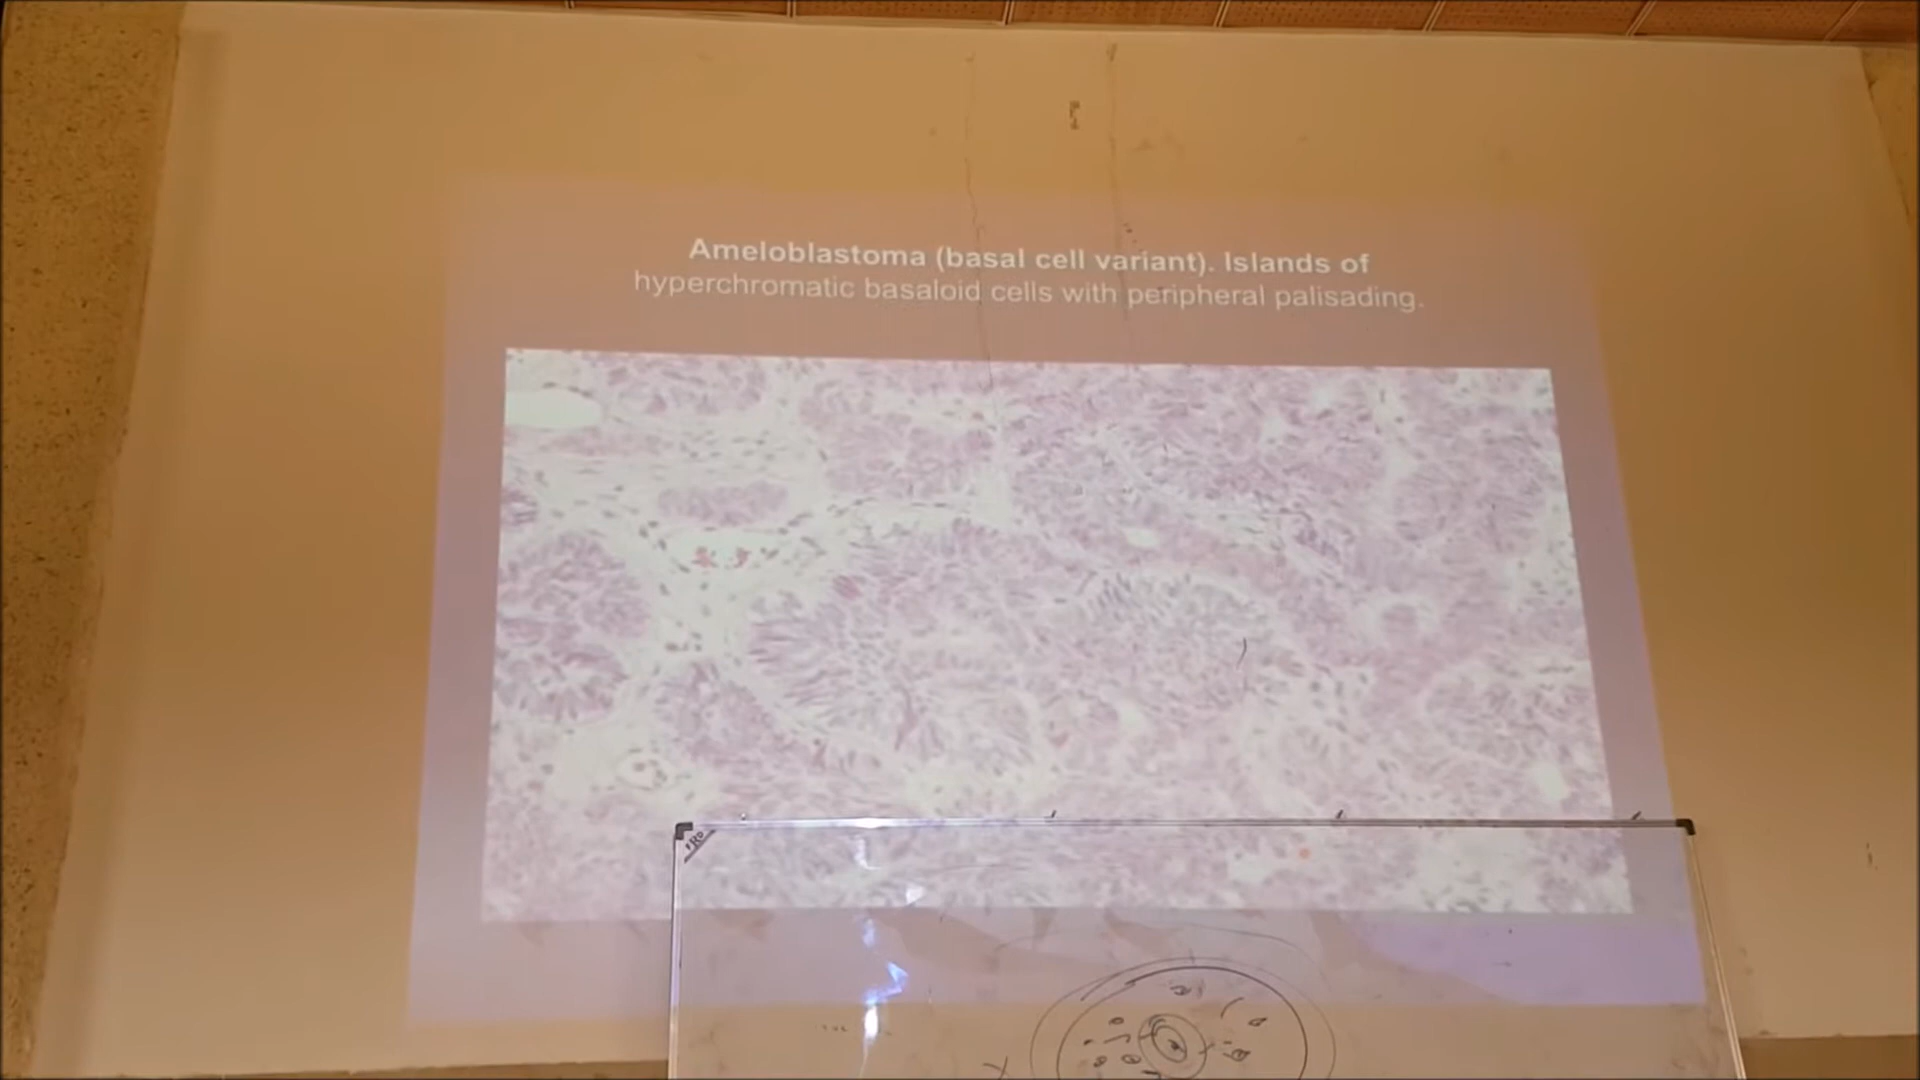 Ameloblastoma (basal cell variant). Islands of
hyperchromatic basaloid cells with peripheral palisading.